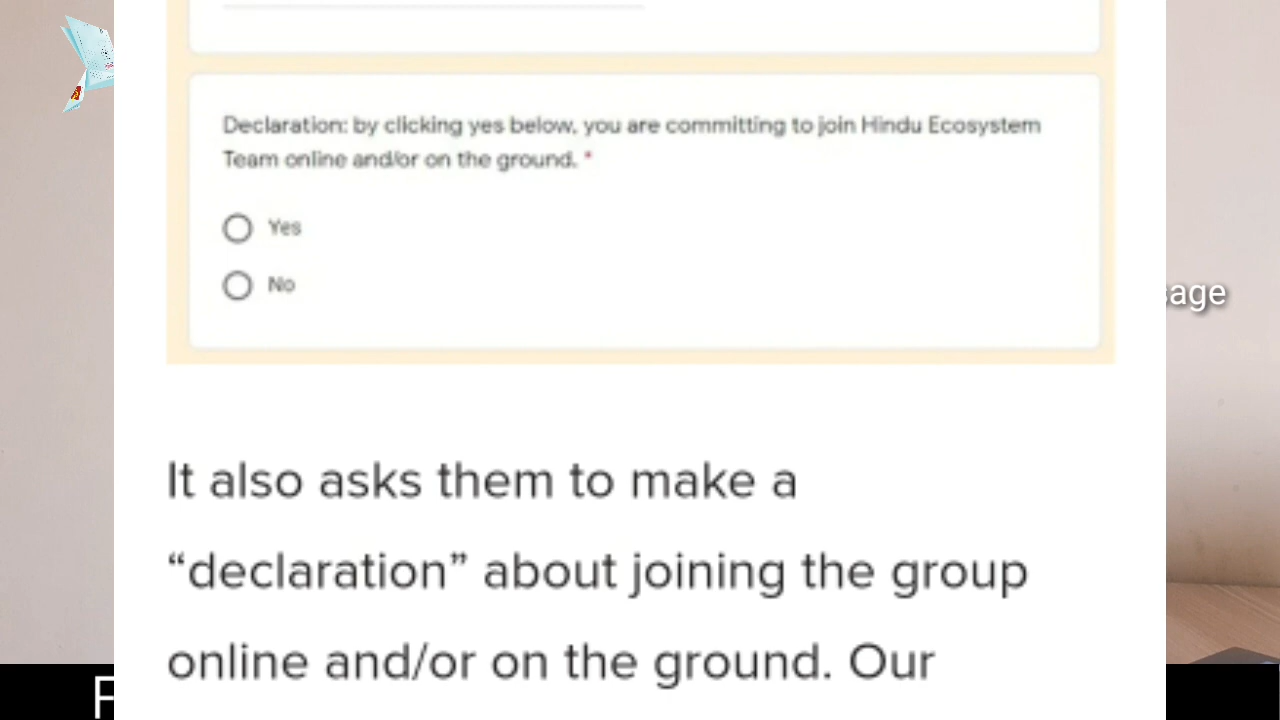 Declaration: by clicking yes below, you are committing to join Hindu Ecosystem
Team online and/or on the ground. *
Yes
No
It also asks them to make a
“declaration” about joining the group
online and/or on the ground. Our